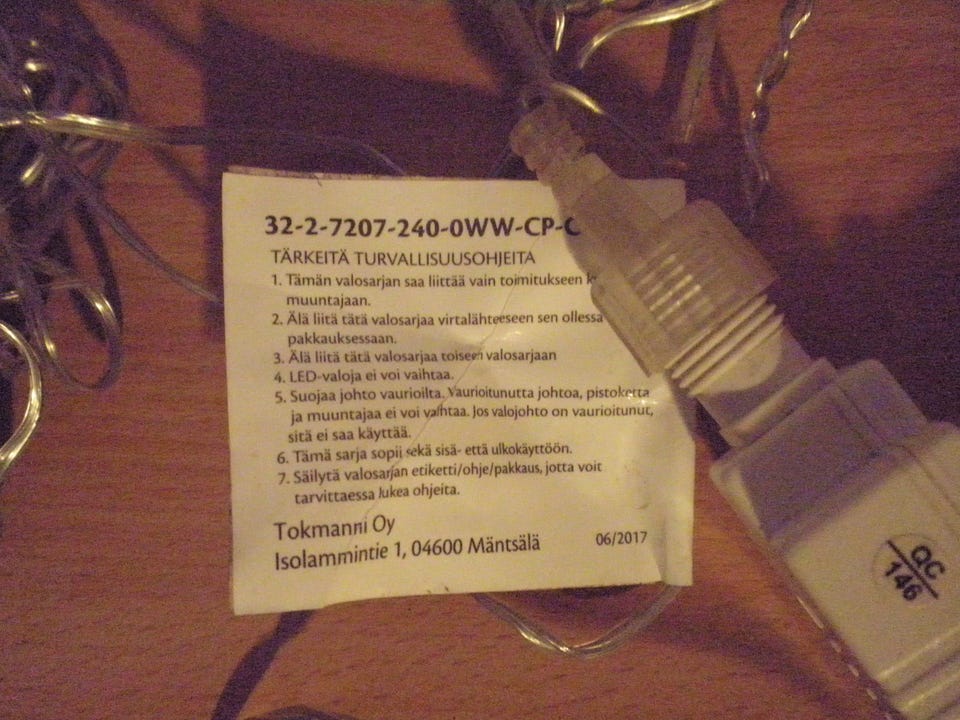 32-2-7207-240-0WW-CP-C
TÄRKEITÄ TURVALLISUUSOHJEITA
1. Tämän valosarjan saa liittää vain toimitukseen
muuntajaan.
2. Älä liitä tätä valosarjaa virtalähteeseen sen ollessa
pakkauksessaan.
3. Älä liitä tätä valosarjaa toiseen valosarjaan
4. LED-valoja ei voi vaihtaa.
5. Suojaa johto vaurioilta. Vaurioitunutta johtoa, pistoketta
ja muuntajaa ei voi vaihtaa. Jos valojohto on vaurioitunut,
sitä ei saa käyttää.
6. Tämä sarja sopii sekä sisä- että ulkokäyttöön.
7. Säilytä valosarjan etiketti/ohje/pakkaus, jotta voit
tarvittaessa lukea ohjeita.
Tokmanni Oy
Isolammintie 1, 04600 Mäntsälä
06/2017
QC
146